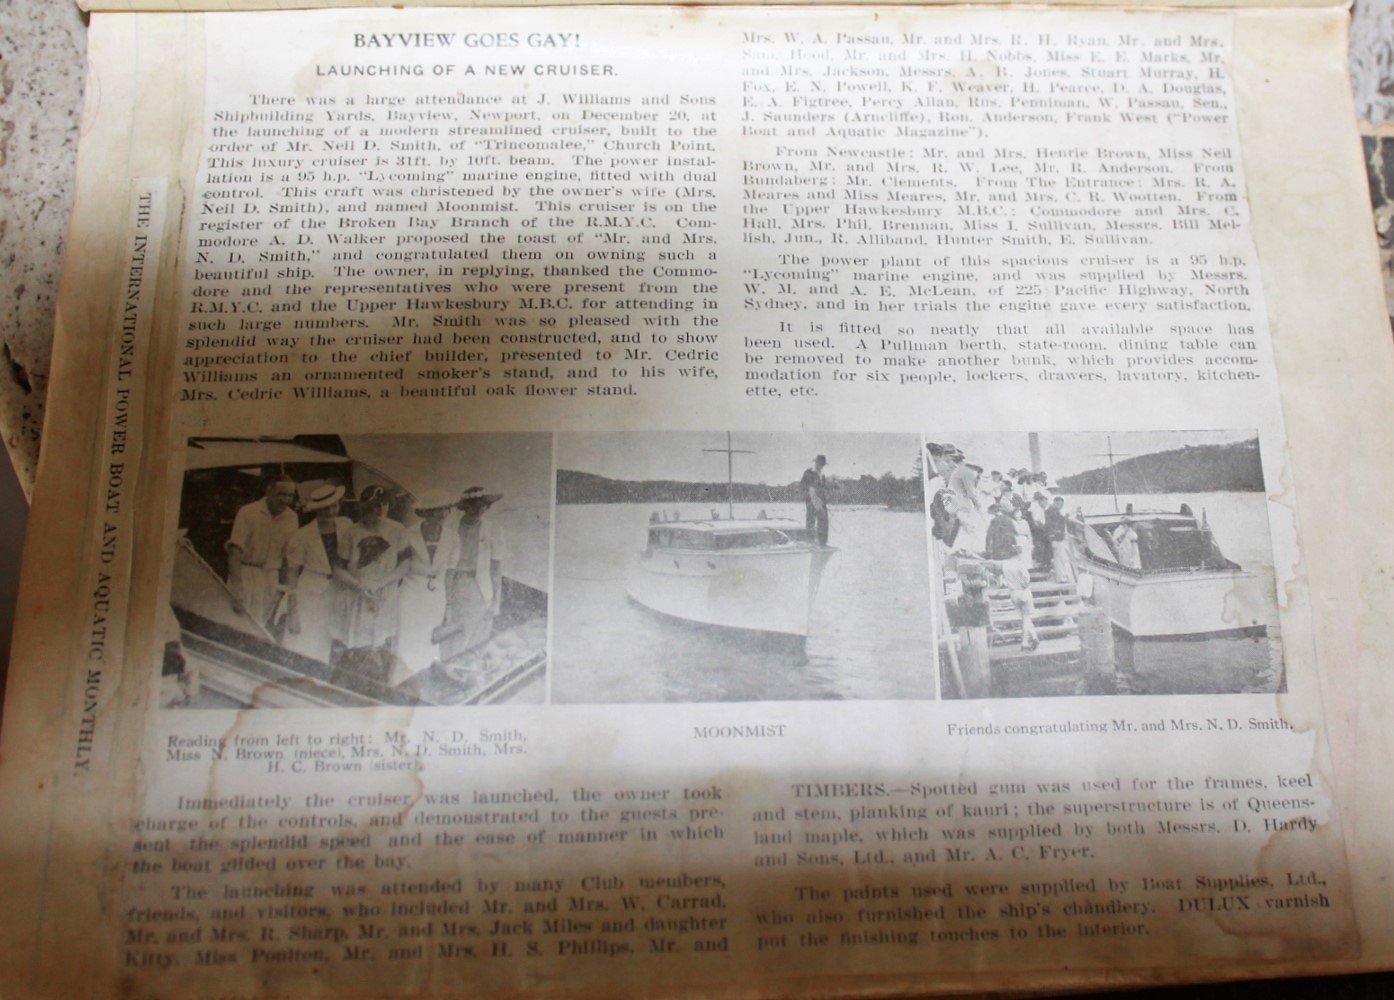 BAYVIEW GOES GAY!
LAUNCHING OF A NEW CRUISER.
There was a large attendance at J. Williams and Sons
Shipbuilding Yards, Bayview, Newport, on December 20, at
the launching of a modern streamlined cruiser, built to the
order of Mr. Neil D. Smith, of "Trincomalee," Church Point.
This luxury cruiser is 31ft. by 10ft. beam. The power instal-
lation is a 95 h.p. "Lycoming" marine engine, fitted with dual
control. This craft was christened by the owner's wife (Mrs.
Neil D. Smith), and named Moonmist. This cruiser is on the
register of the Broken Bay Branch of the R.M.Y.C. Com-
modore A. D. Walker proposed the toast of "Mr. and Mrs.
N. D. Smith," and congratulated them on owning such a
beautiful ship. The owner, in replying, thanked the Commo-
dore and the representatives who were present from the
R.M.Y.C. and the Upper Hawkesbury M.B.C. for attending in
such large numbers. Mr. Smith was so pleased with the
splendid way the cruiser had been constructed, and to show
appreciation to the chief builder, presented to Mr. Cedric
Williams an ornamented smoker's stand, and to his wife,
Mrs. Cedric Williams, a beautiful oak flower stand.
Mrs. W. A. Passau, Mr. and Mrs. R. H. Ryan, Mr. and Mrs.
Sam. Hood, Mr. and Mrs. H. Nobbs, Miss E. E. Marks, Mr.
and Mrs. Jackson, Messrs. A. B. Jones, Stuart Murray, H.
Fox, E. N. Powell, K. F. Weaver, H. Pearce, D. A. Douglas,
E. A. Figtree, Percy Allan, Rus. Penniman, W. Passau, Sen.,
J. Saunders (Arncliffe), Ron. Anderson, Frank West ("Power
Boat and Aquatic Magazine").
From Newcastle: Mr. and Mrs. Henrie Brown, Miss Neil
Brown, Mr. and Mrs. R. W. Lee, Mr. R. Anderson. From
Bundaberg: Mr. Clements. From The Entrance: Mrs. R. A.
Meares and Miss Meares, Mr. and Mrs. C. R. Wootten. From
the Upper Hawkesbury M.B.C.: Commodore and Mrs. C.
Hall, Mrs. Phil. Brennan, Miss I. Sullivan, Messrs. Bill Mel-
lish, Jun., R. Alliband, Hunter Smith, E. Sullivan.
The power plant of this spacious cruiser is a 95 h.p.
"Lycoming" marine engine, and was supplied by Messrs.
W. M. and A. E. McLean, of 225 Pacific Highway, North
Sydney, and in her trials the engine gave every satisfaction.
It is fitted so neatly that all available space has
been used. A Pullman berth, state-room, dining table can
be removed to make another bunk, which provides accom-
modation for six people, lockers, drawers, lavatory, kitchen-
ette, etc.
THE INTERNATIONAL POWER BOAT AND AQUATIC MONTHLY.
Reading from left to right: Mr. N. D. Smith,
Miss N. Brown (niece), Mrs. N. D. Smith, Mrs.
H. C. Brown (sister).
MOONMIST
Friends congratulating Mr. and Mrs. N. D. Smith.
Immediately the cruiser was launched, the owner took
charge of the controls, and demonstrated to the guests pre-
sent the splendid speed and the ease of manner in which
the boat glided over the bay.
The launching was attended by many Club members,
friends, and visitors, who included Mr. and Mrs. W. Carrad,
Mr. and Mrs. R. Sharp, Mr. and Mrs. Jack Miles and daughter
Kitty, Miss Poulton, Mr. and Mrs. H. S. Phillips, Mr. and
TIMBERS.—Spotted gum was used for the frames, keel
and stem, planking of kauri; the superstructure is of Queens-
land maple, which was supplied by both Messrs. D. Hardy
and Sons, Ltd., and Mr. A. C. Fryer.
The paints used were supplied by Boat Supplies, Ltd.,
who also furnished the ship's chandlery. DULUX varnish
put the finishing touches to the interior.